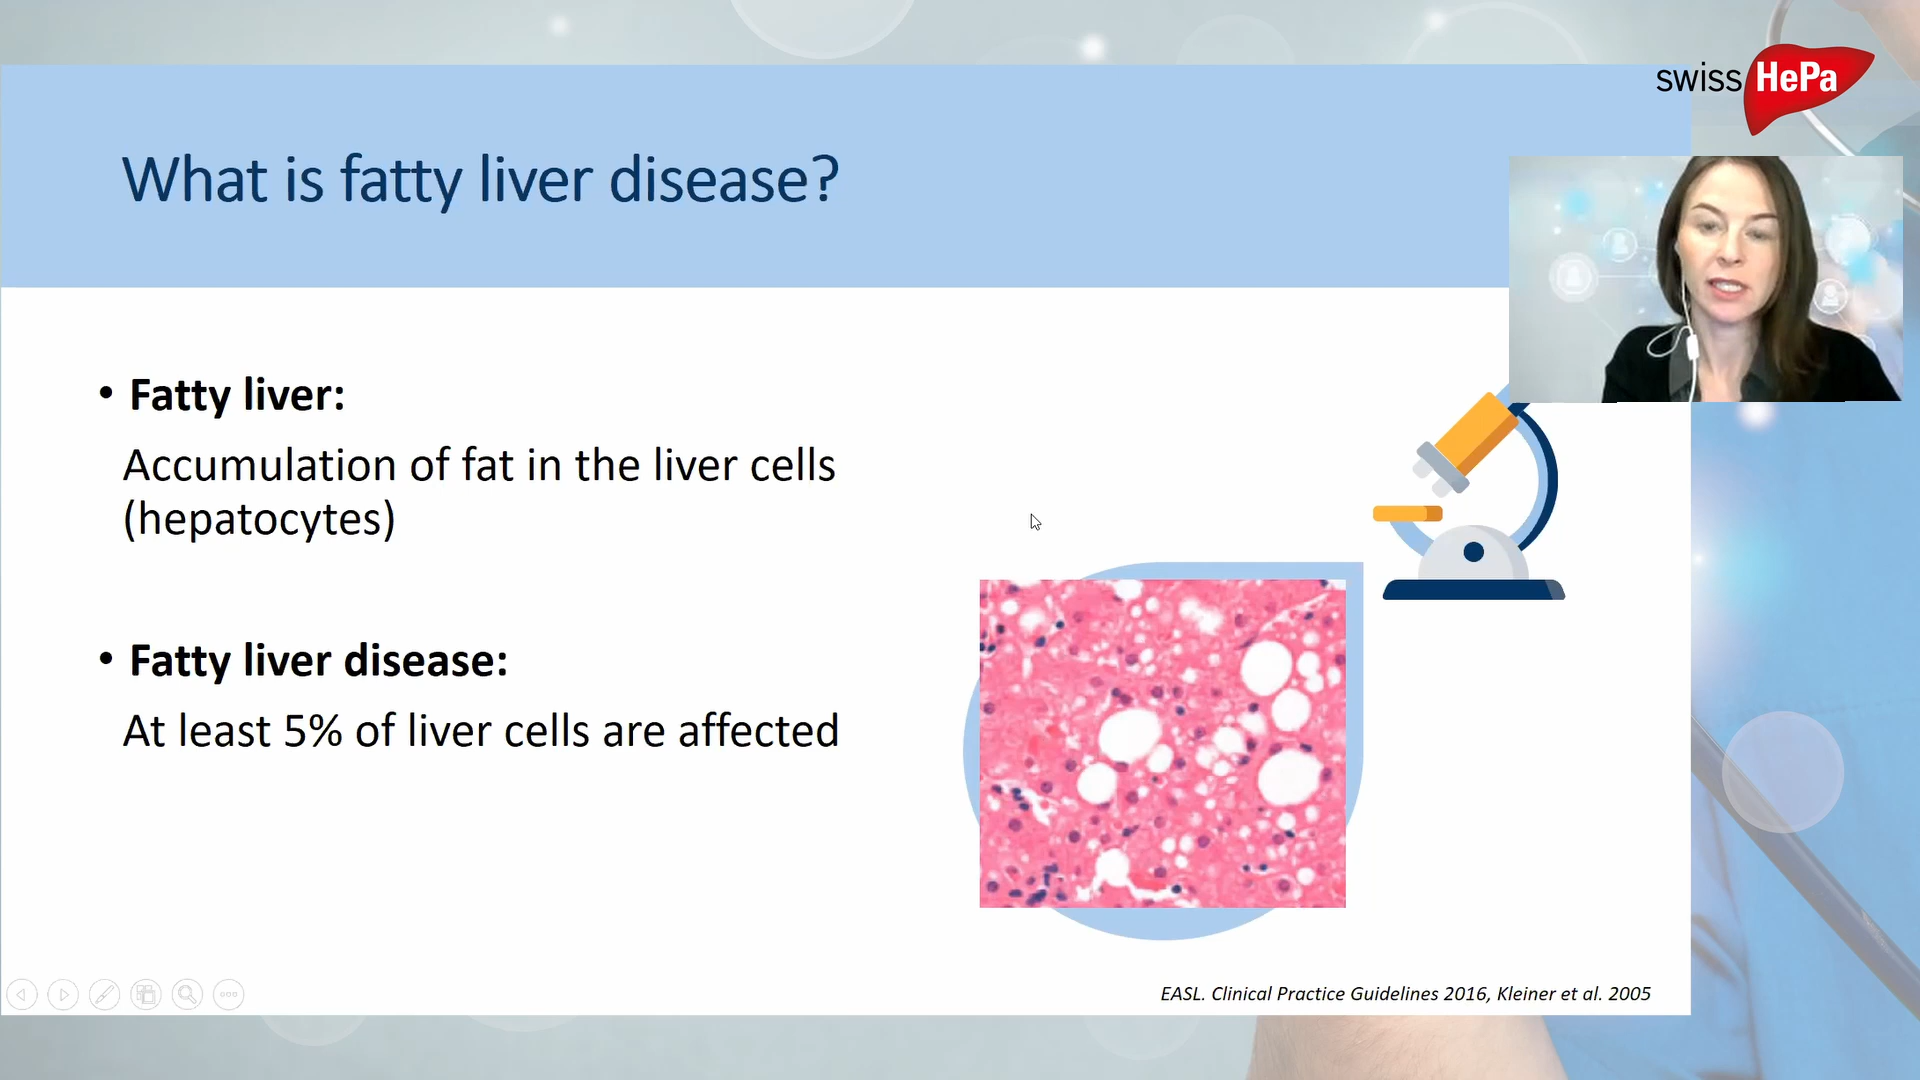 swiss HePa
What is fatty liver disease?
• Fatty liver:
Accumulation of fat in the liver cells
(hepatocytes)
• Fatty liver disease:
At least 5% of liver cells are affected
EASL. Clinical Practice Guidelines 2016, Kleiner et al. 2005